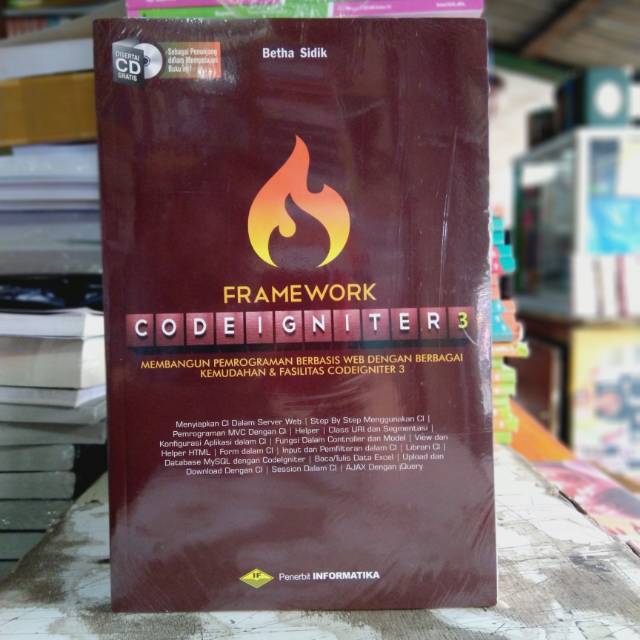 DISERTAI
CD
GRATIS
Sebagai Penunjang
dalam Mempelajari
Buku ini!
Betha Sidik
FRAMEWORK
CODEIGNITER 3
MEMBANGUN PEMROGRAMAN BERBASIS WEB DENGAN BERBAGAI
KEMUDAHAN & FASILITAS CODEIGNITER 3
Menyiapkan CI Dalam Server Web | Step By Step Menggunakan CI |
Pemrograman MVC Dengan CI | Helper | Class URI dan Segmentasi |
Konfigurasi Aplikasi dalam CI | Fungsi Dalam Controller dan Model | View dan
Helper HTML | Form dalam CI | Input dan Pemfilteran dalam CI | Librari CI |
Database MySQL dengan CodeIgniter | Baca/Tulis Data Excel | Upload dan
Download Dengan CI | Session Dalam CI | AJAX Dengan jQuery
IF
Penerbit INFORMATIKA